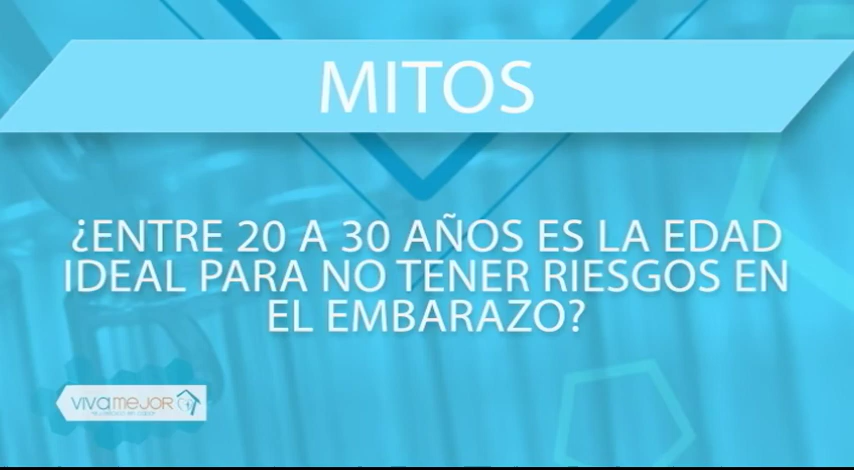 MITOS
¿ENTRE 20 A 30 AÑOS ES LA EDAD
IDEAL PARA NO TENER RIESGOS EN
EL EMBARAZO?
VIVAMEJOR